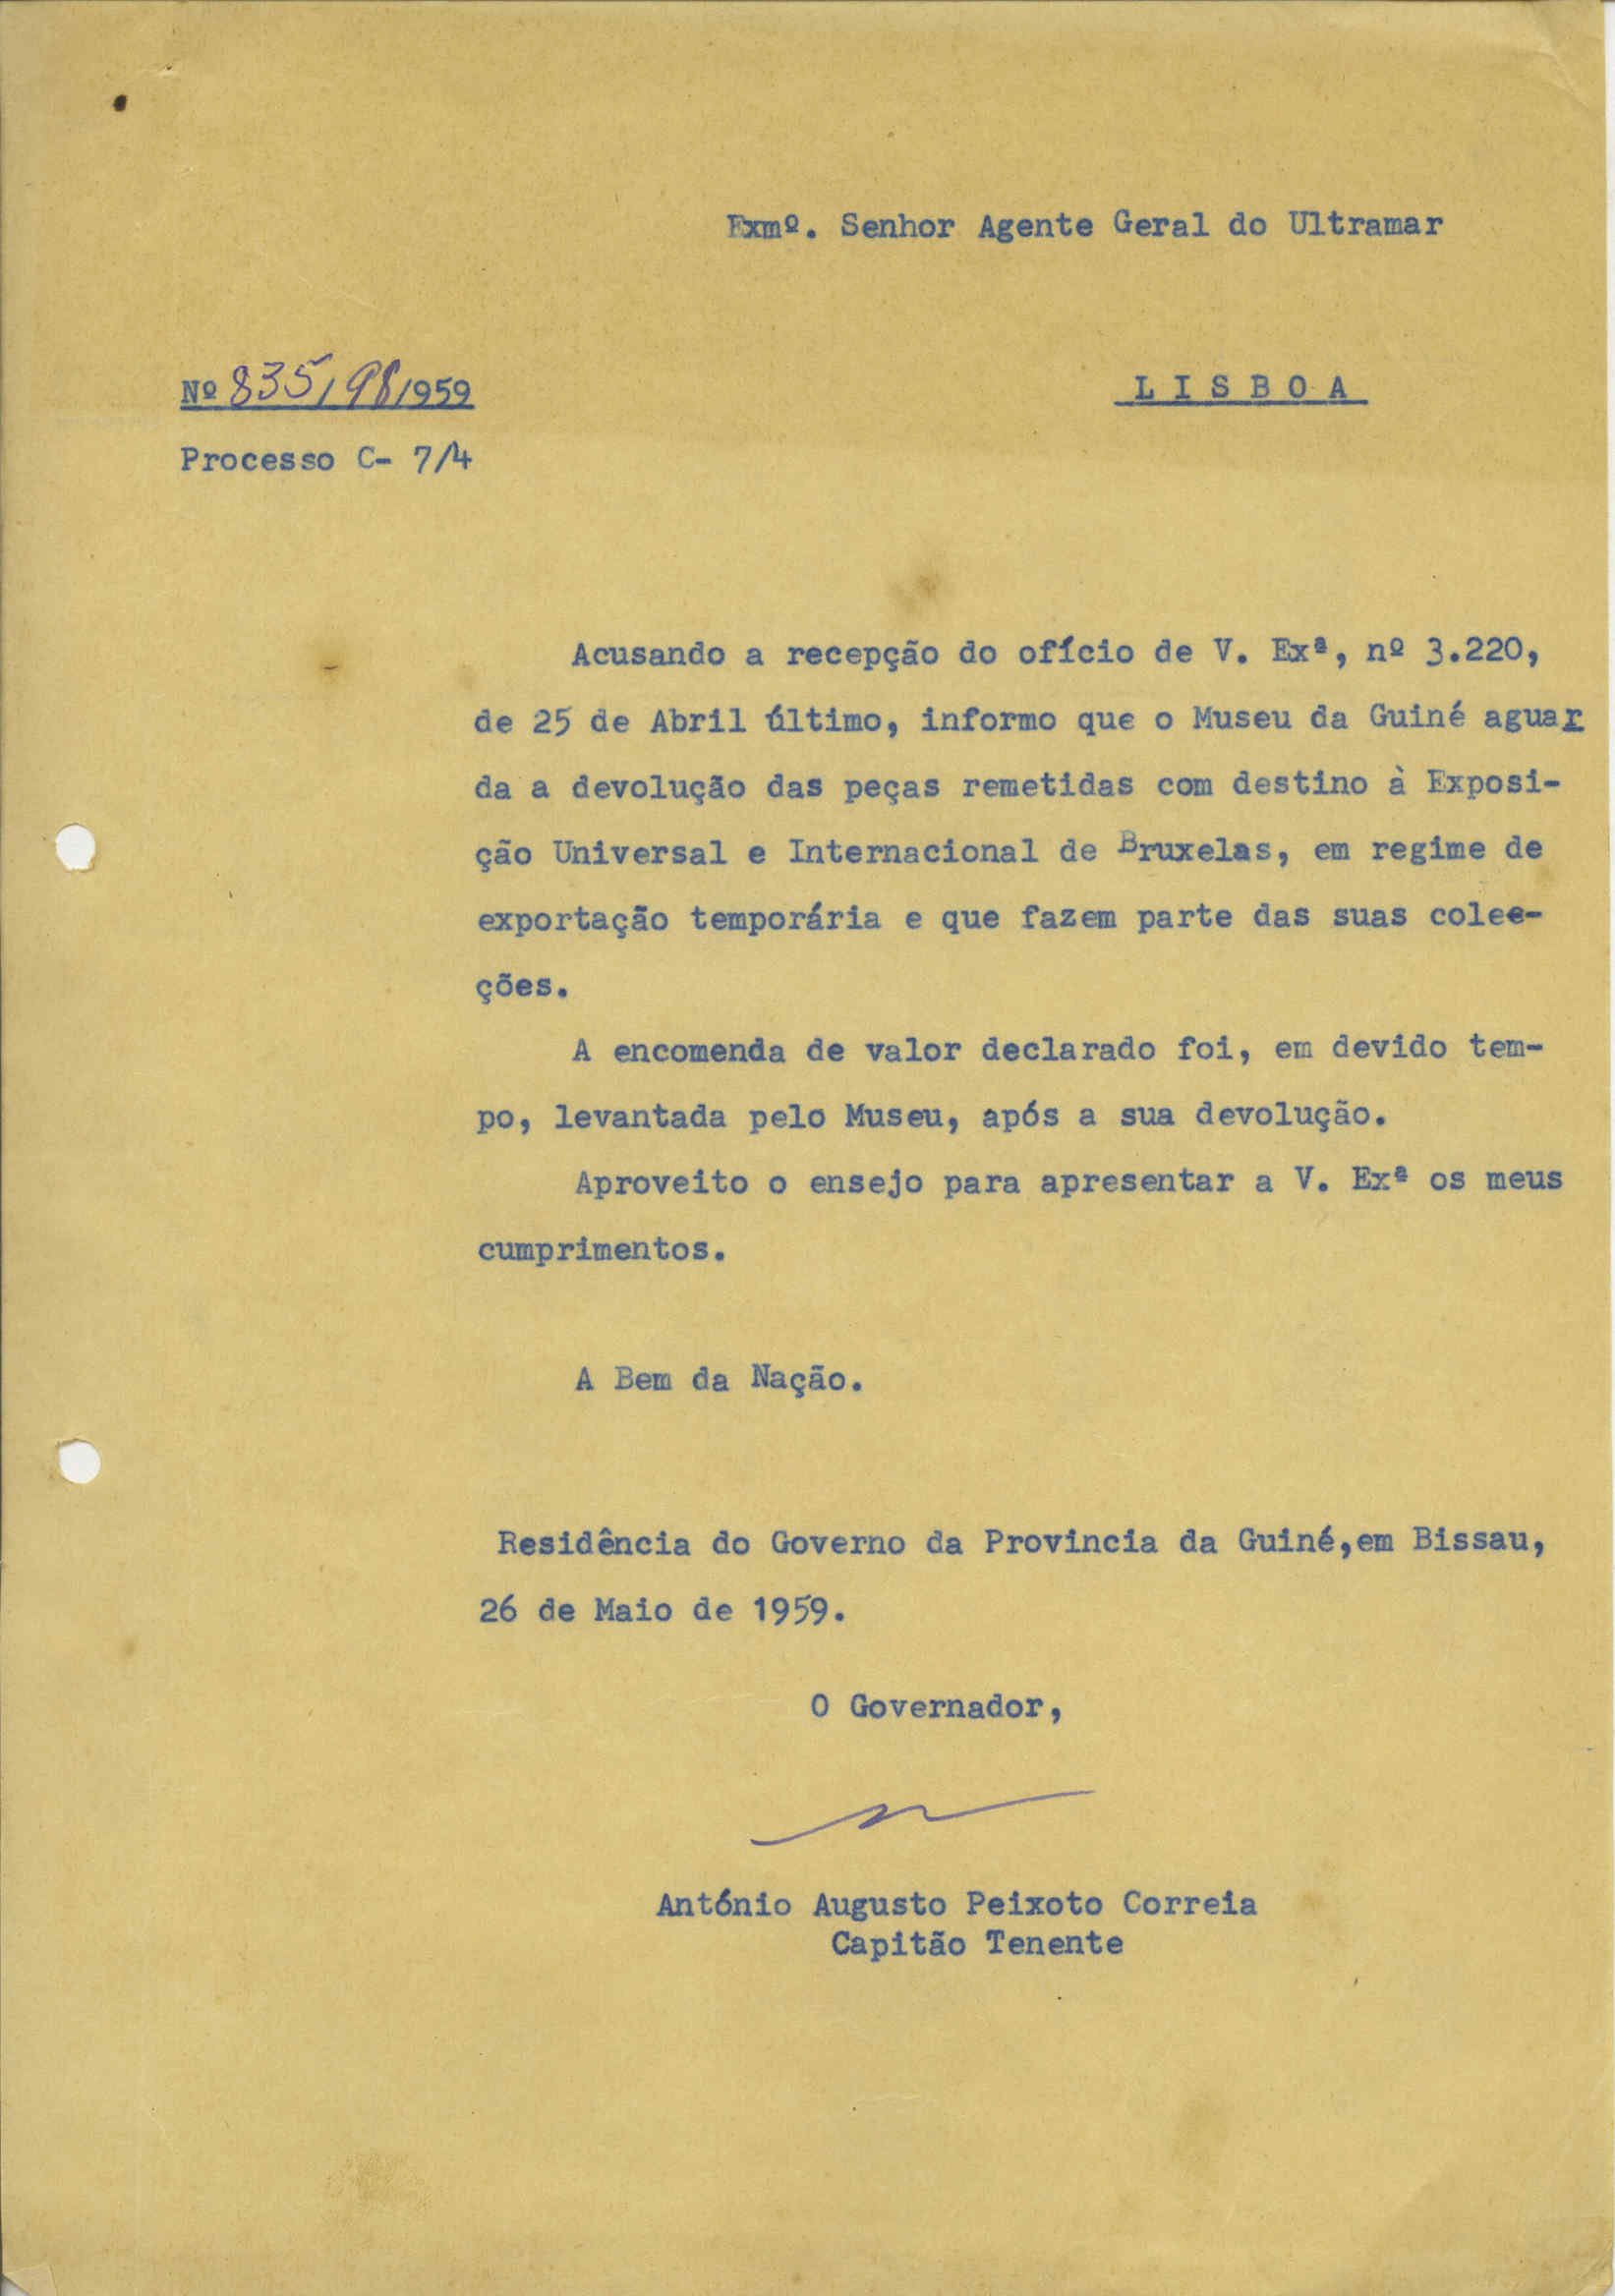 Exmº. Senhor Agente Geral do Ultramar
Nº 835/98/1959
LISBOA
Processo C- 7/4
Acusando a recepção do ofício de V. Exª, nº 3.220,
de 25 de Abril último, informo que o Museu da Guiné aguar
da a devolução das peças remetidas com destino à Exposi-
ção Universal e Internacional de Bruxelas, em regime de
exportação temporária e que fazem parte das suas colec-
ções.
A encomenda de valor declarado foi, em devido tem-
po, levantada pelo Museu, após a sua devolução.
Aproveito o ensejo para apresentar a V. Exª os meus
cumprimentos.
A Bem da Nação.
Residência do Governo da Provincia da Guiné,em Bissau,
26 de Maio de 1959.
O Governador,
António Augusto Peixoto Correia
Capitão Tenente